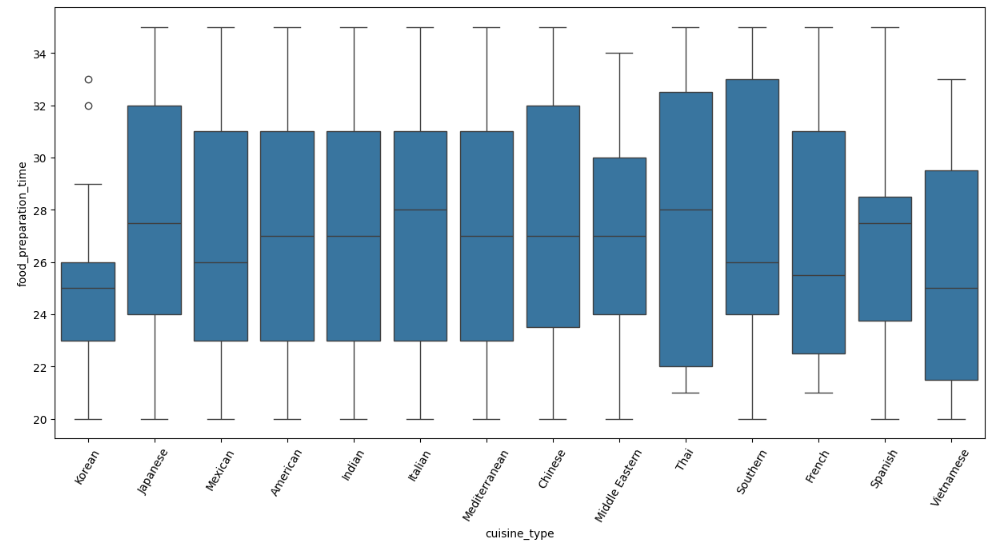 food_preparation_time
34
32
30
28
26
24
22
20
Korean
Japanese
Mexican
American
Indian
Italian
Mediterranean
Chinese
Middle Eastern
Thai
Southern
French
Spanish
Vietnamese
cuisine_type